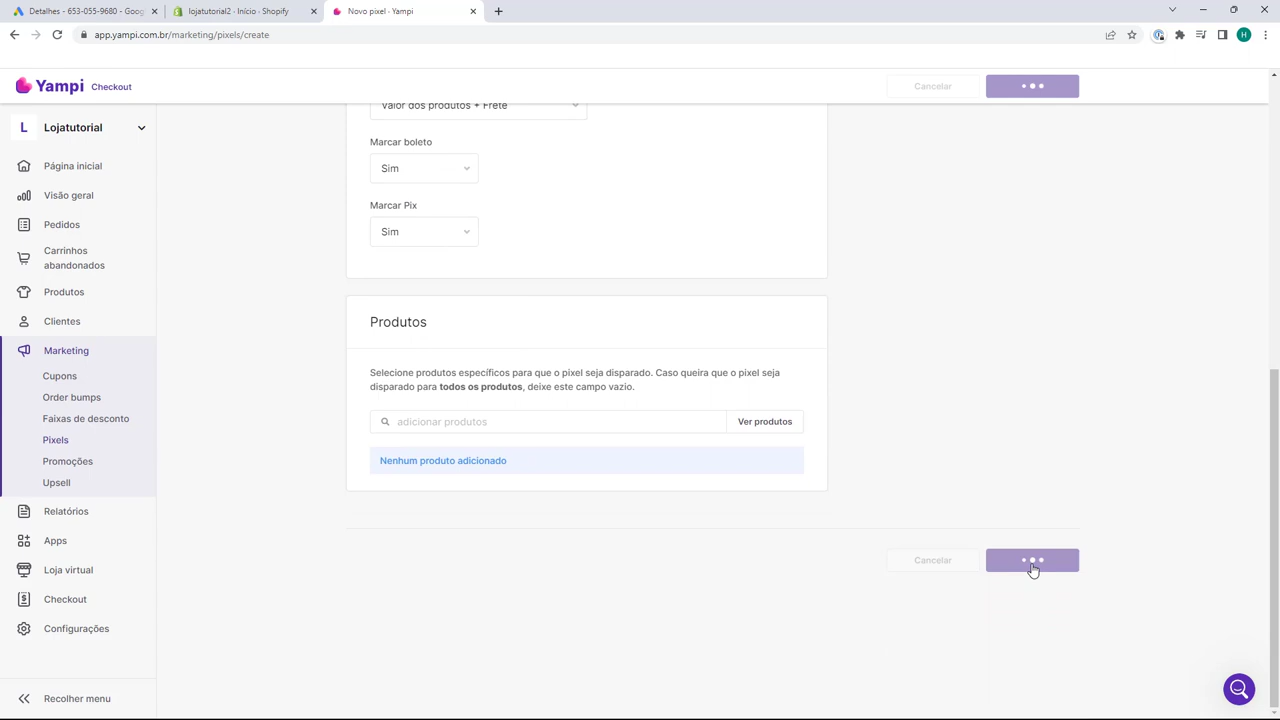 Detalhes - 653-055-9680 - Goog
lojatutorial2 · Início · Shopify
Novo pixel - Yampi
app.yampi.com.br/marketing/pixels/create
H
Yampi Checkout
Cancelar
L Lojatutorial
Página inicial
Visão geral
Pedidos
Carrinhos
abandonados
Produtos
Clientes
Marketing
Cupons
Order bumps
Faixas de desconto
Pixels
Promoções
Upsell
Relatórios
Apps
Loja virtual
Checkout
Configurações
Recolher menu
Valor dos produtos + Frete
Marcar boleto
Sim
Marcar Pix
Sim
Produtos
Selecione produtos específicos para que o pixel seja disparado. Caso queira que o pixel seja
disparado para todos os produtos, deixe este campo vazio.
adicionar produtos
Ver produtos
Nenhum produto adicionado
Cancelar